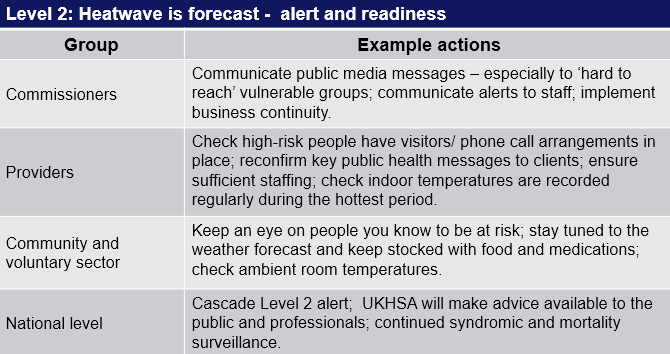 Level 2: Heatwave is forecast -  alert and readiness
Group
Example actions
Commissioners
Communicate public media messages – especially to ‘hard to
reach’ vulnerable groups; communicate alerts to staff; implement
business continuity.
Providers
Check high-risk people have visitors/ phone call arrangements in
place; reconfirm key public health messages to clients; ensure
sufficient staffing; check indoor temperatures are recorded
regularly during the hottest period.
Community and
voluntary sector
Keep an eye on people you know to be at risk; stay tuned to the
weather forecast and keep stocked with food and medications;
check ambient room temperatures.
National level
Cascade Level 2 alert;  UKHSA will make advice available to the
public and professionals; continued syndromic and mortality
surveillance.